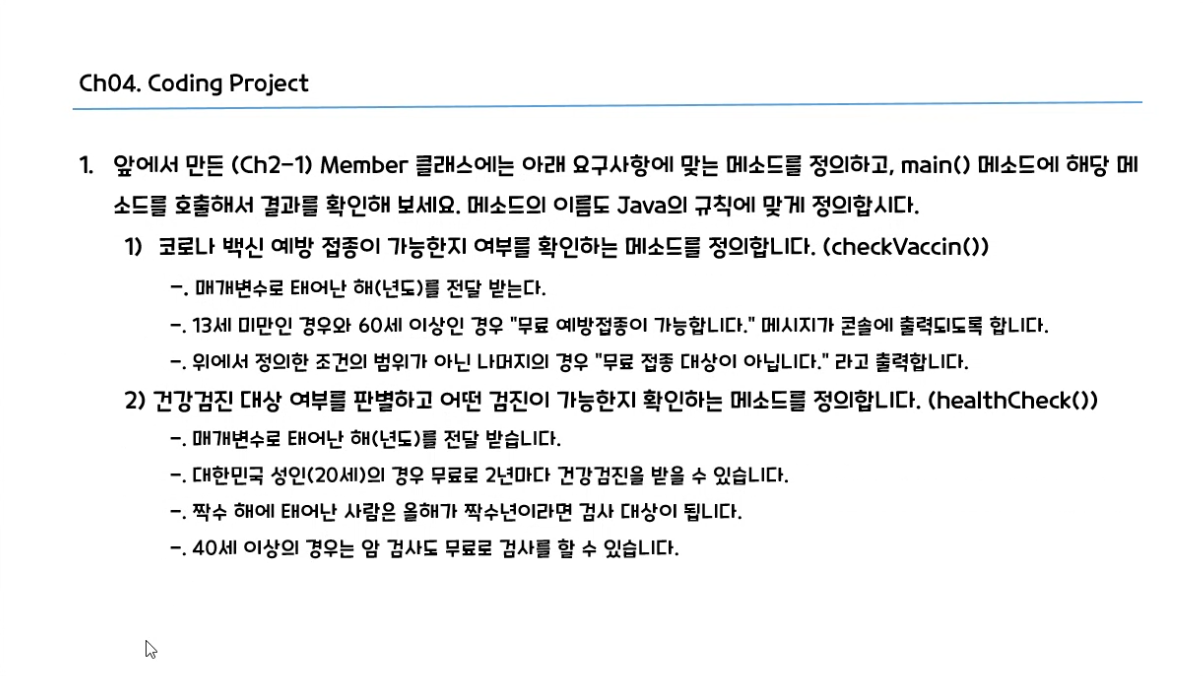 Ch04. Coding Project
1. 앞에서 만든 (Ch2-1) Member 클래스에는 아래 요구사항에 맞는 메소드를 정의하고, main() 메소드에 해당 메
소드를 호출해서 결과를 확인해 보세요. 메소드의 이름도 Java의 규칙에 맞게 정의합시다.
1) 코로나 백신 예방 접종이 가능한지 여부를 확인하는 메소드를 정의합니다. (checkVaccin())
-. 매개변수로 태어난 해(년도)를 전달 받는다.
-. 13세 미만인 경우와 60세 이상인 경우 "무료 예방접종이 가능합니다." 메시지가 콘솔에 출력되도록 합니다.
-. 위에서 정의한 조건의 범위가 아닌 나머지의 경우 "무료 접종 대상이 아닙니다." 라고 출력합니다.
2) 건강검진 대상 여부를 판별하고 어떤 검진이 가능한지 확인하는 메소드를 정의합니다. (healthCheck())
-. 매개변수로 태어난 해(년도)를 전달 받습니다.
-. 대한민국 성인(20세)의 경우 무료로 2년마다 건강검진을 받을 수 있습니다.
-. 짝수 해에 태어난 사람은 올해가 짝수년이라면 검사 대상이 됩니다.
-. 40세 이상의 경우는 암 검사도 무료로 검사를 할 수 있습니다.